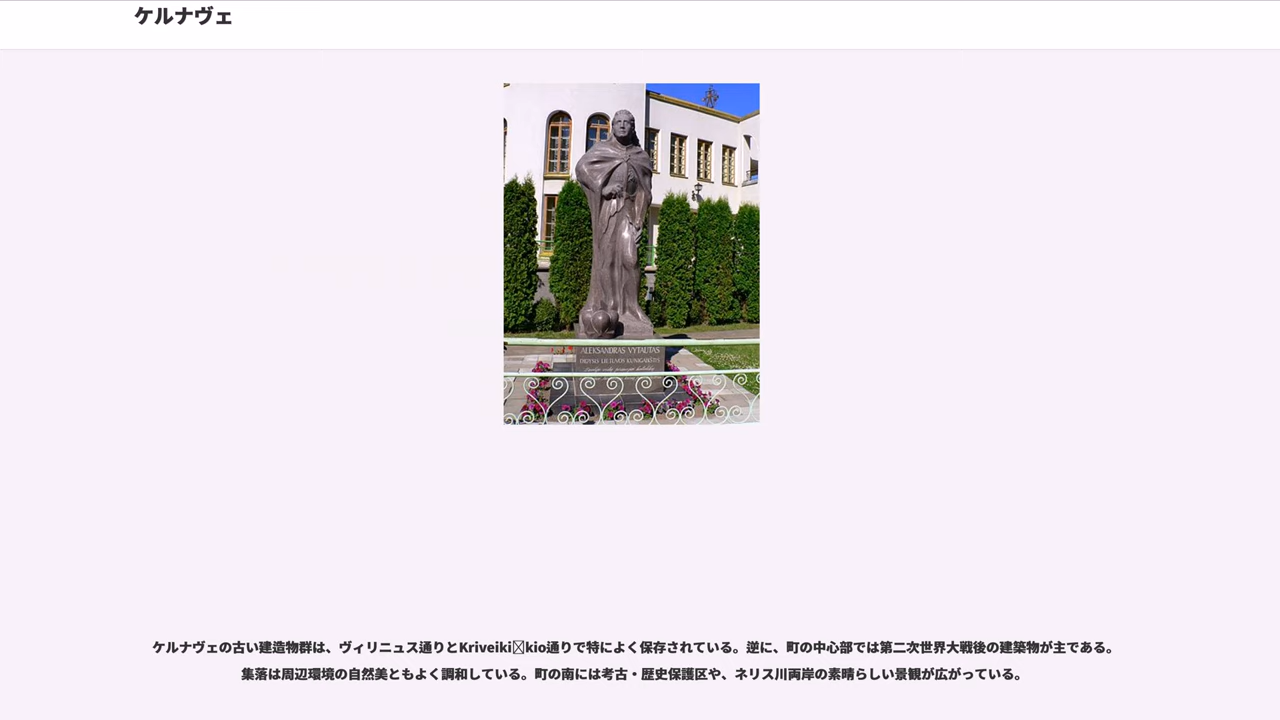 ケルナヴェ
ALEKSANDRAS VYTAUTAS
DIDYSIS LIETUVOS KUNIGAIKŠTIS
ケルナヴェの古い建造物群は、ヴィリニュス通りとKriveiki☒kio通りで特によく保存されている。逆に、町の中心部では第二次世界大戦後の建築物が主である。
集落は周辺環境の自然美ともよく調和している。町の南には考古・歴史保護区や、ネリス川両岸の素晴らしい景観が広がっている。